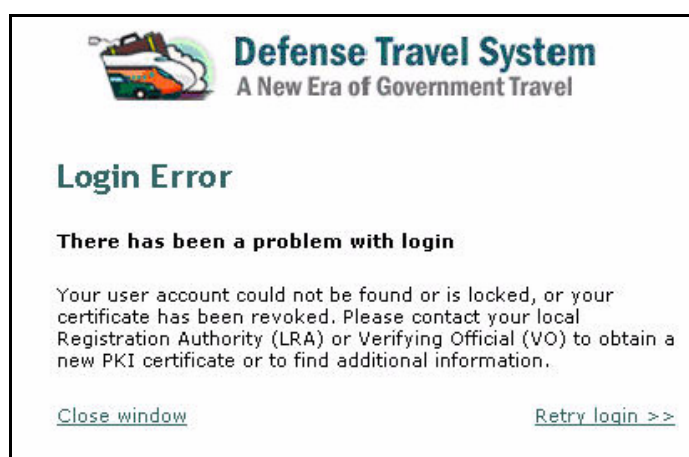 Defense Travel System
A New Era of Government Travel
Login Error
There has been a problem with login
Your user account could not be found or is locked, or your
certificate has been revoked. Please contact your local
Registration Authority (LRA) or Verifying Official (VO) to obtain a
new PKI certificate or to find additional information.
Close window Retry login >>